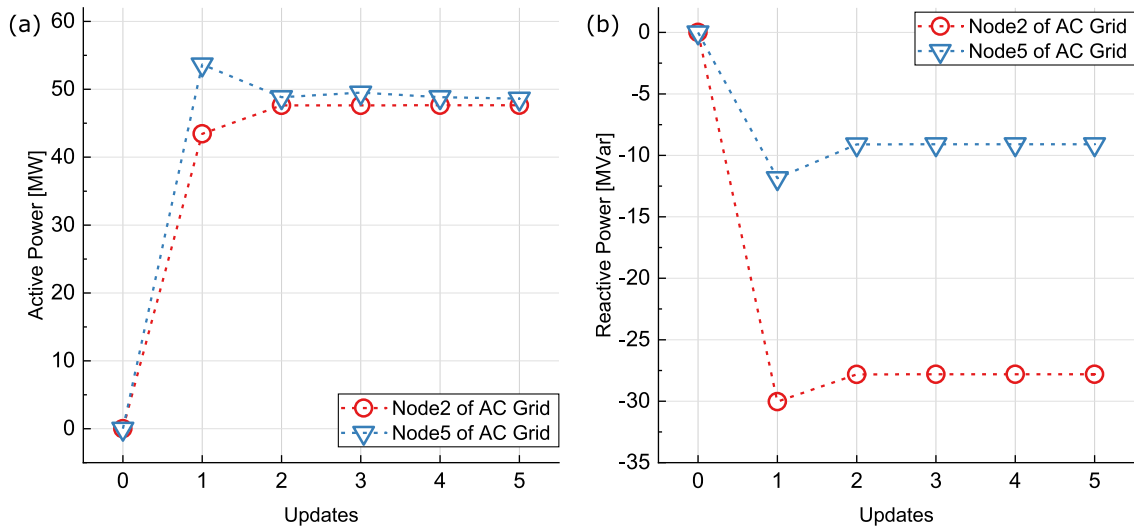 (a)
60
50
40
30
20
10
0
Active Power [MW]
0 1 2 3 4 5
Updates
Node2 of AC Grid
Node5 of AC Grid
(b)
0
-5
-10
-15
-20
-25
-30
-35
Reactive Power [MVar]
0 1 2 3 4 5
Updates
Node2 of AC Grid
Node5 of AC Grid